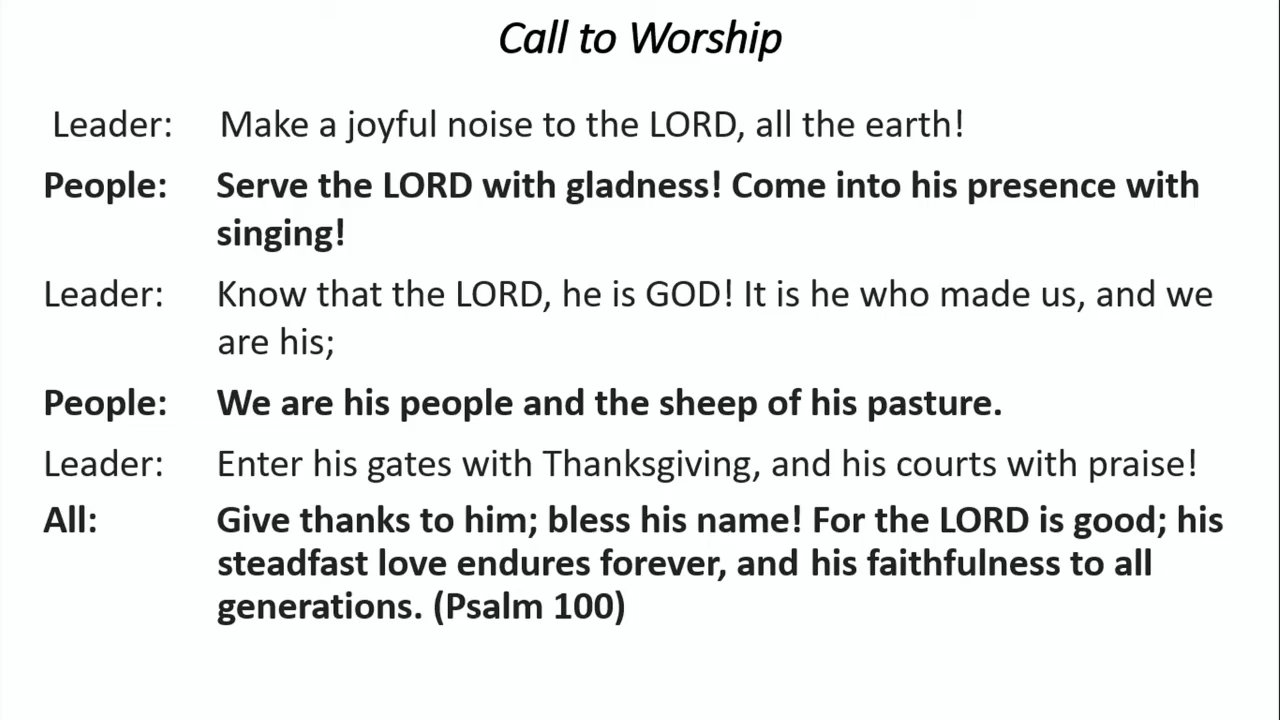 Call to Worship
Leader: Make a joyful noise to the LORD, all the earth!
People: Serve the LORD with gladness! Come into his presence with
singing!
Leader: Know that the LORD, he is GOD! It is he who made us, and we
are his;
People: We are his people and the sheep of his pasture.
Leader: Enter his gates with Thanksgiving, and his courts with praise!
All: Give thanks to him; bless his name! For the LORD is good; his
steadfast love endures forever, and his faithfulness to all
generations. (Psalm 100)